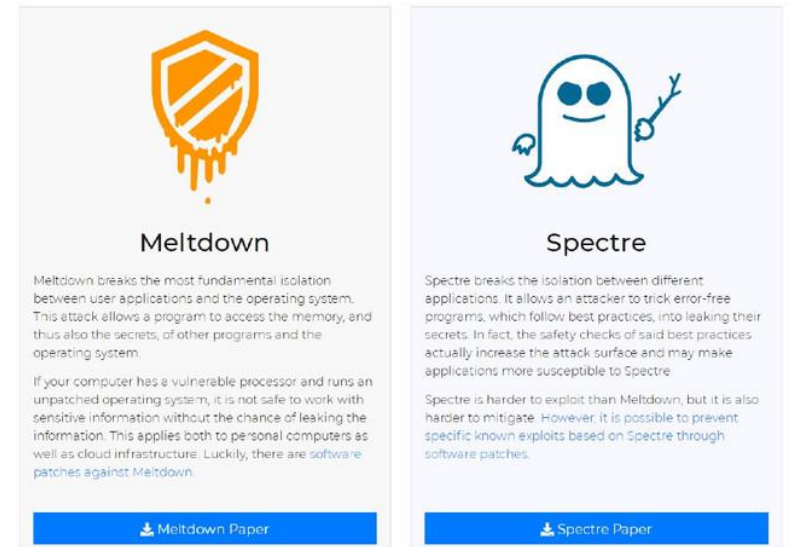 Meltdown
Meltdown breaks the most fundamental isolation
between user applications and the operating system.
This attack allows a program to access the memory, and
thus also the secrets, of other programs and the
operating system.
If your computer has a vulnerable processor and runs an
unpatched operating system, it is not safe to work with
sensitive information without the chance of leaking the
information. This applies both to personal computers as
well as cloud infrastructure. Luckily, there are software
patches against Meltdown.
Meltdown Paper
Spectre
Spectre breaks the isolation between different
applications. It allows an attacker to trick error-free
programs, which follow best practices, into leaking their
secrets. In fact, the safety checks of said best practices
actually increase the attack surface and may make
applications more susceptible to Spectre
Spectre is harder to exploit than Meltdown, but it is also
harder to mitigate. However, it is possible to prevent
specific known exploits based on Spectre through
software patches.
Spectre Paper